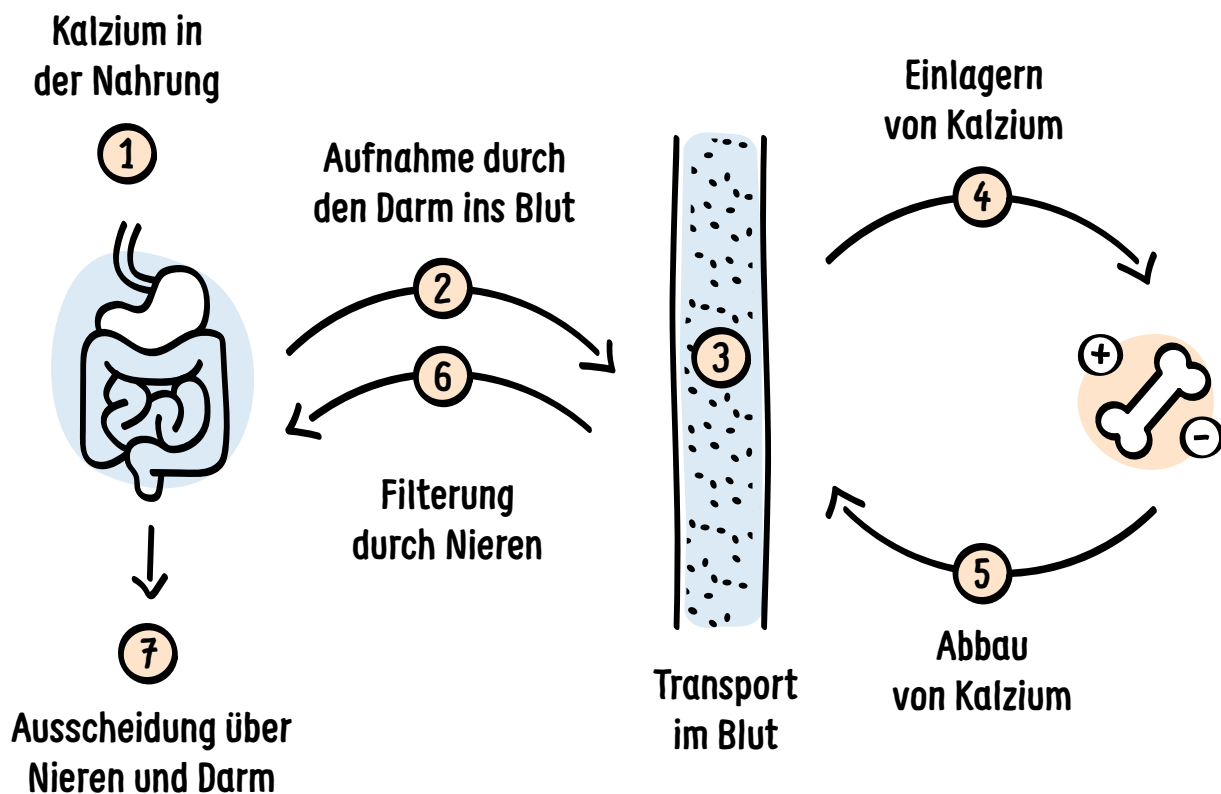 Kalzium in
der Nahrung
1
Aufnahme durch
den Darm ins Blut
2
3
Transport
im Blut
Einlagern
von Kalzium
4
+
-
5
Abbau
von Kalzium
6
Filterung
durch Nieren
7
Ausscheidung über
Nieren und Darm